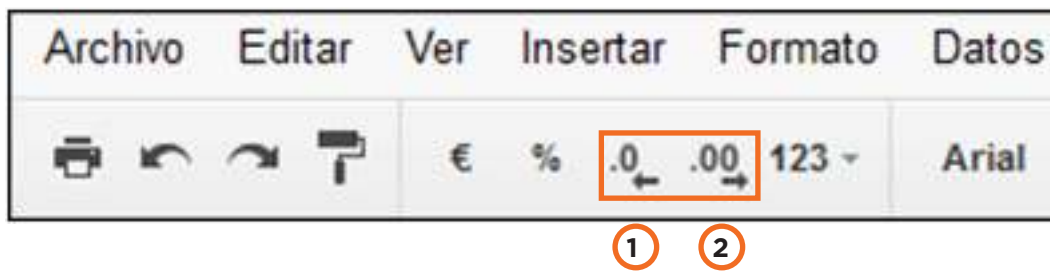 Archivo Editar Ver Insertar Formato Datos
€ % .0 .00 123 Arial
1 2